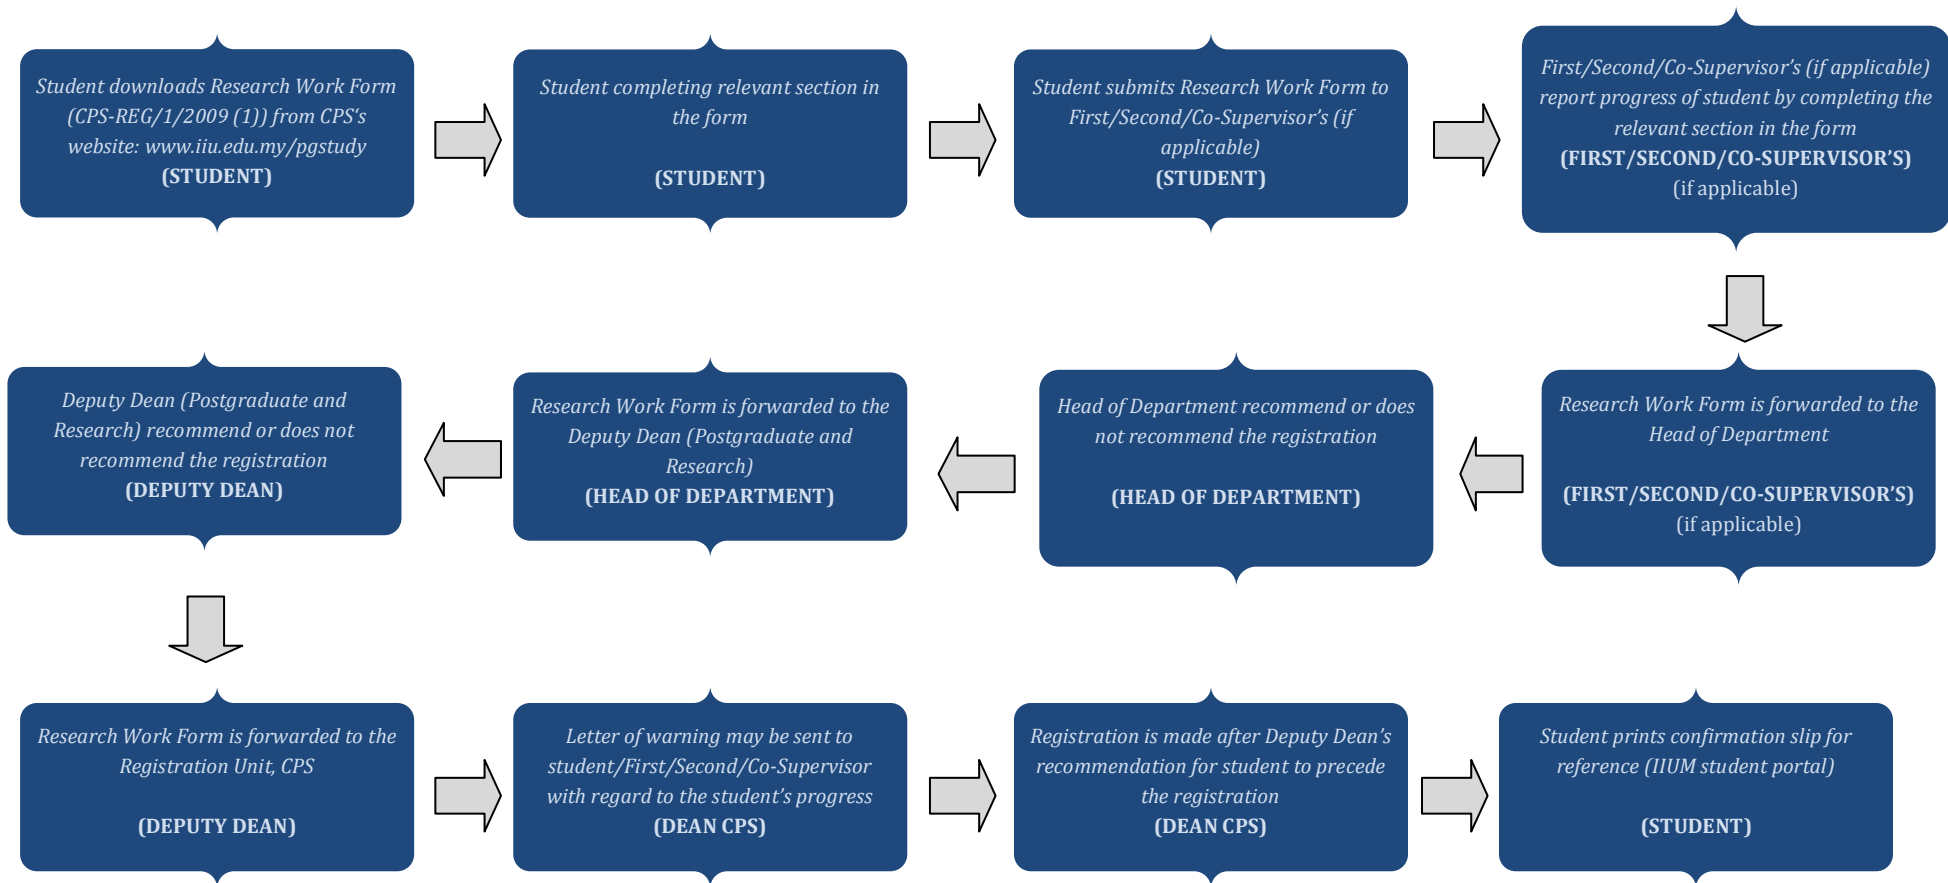 Student downloads Research Work Form
(CPS-REG/1/2009 (1)) from CPS‘s
website: www.iiu.edu.my/pgstudy
(STUDENT)
Student completing relevant section in
the form
(STUDENT)
Student submits Research Work Form to
First/Second/Co-Supervisor’s (if
applicable)
(STUDENT)
First/Second/Co-Supervisor’s (if applicable)
report progress of student by completing the
relevant section in the form
(FIRST/SECOND/CO-SUPERVISOR’S)
(if applicable)
Research Work Form is forwarded to the
Head of Department
(FIRST/SECOND/CO-SUPERVISOR’S)
(if applicable)
Head of Department recommend or does
not recommend the registration
(HEAD OF DEPARTMENT)
Research Work Form is forwarded to the
Deputy Dean (Postgraduate and
Research)
(HEAD OF DEPARTMENT)
Deputy Dean (Postgraduate and
Research) recommend or does not
recommend the registration
(DEPUTY DEAN)
Research Work Form is forwarded to the
Registration Unit, CPS
(DEPUTY DEAN)
Letter of warning may be sent to
student/First/Second/Co-Supervisor
with regard to the student’s progress
(DEAN CPS)
Registration is made after Deputy Dean’s
recommendation for student to precede
the registration
(DEAN CPS)
Student prints confirmation slip for
reference (IIUM student portal)
(STUDENT)